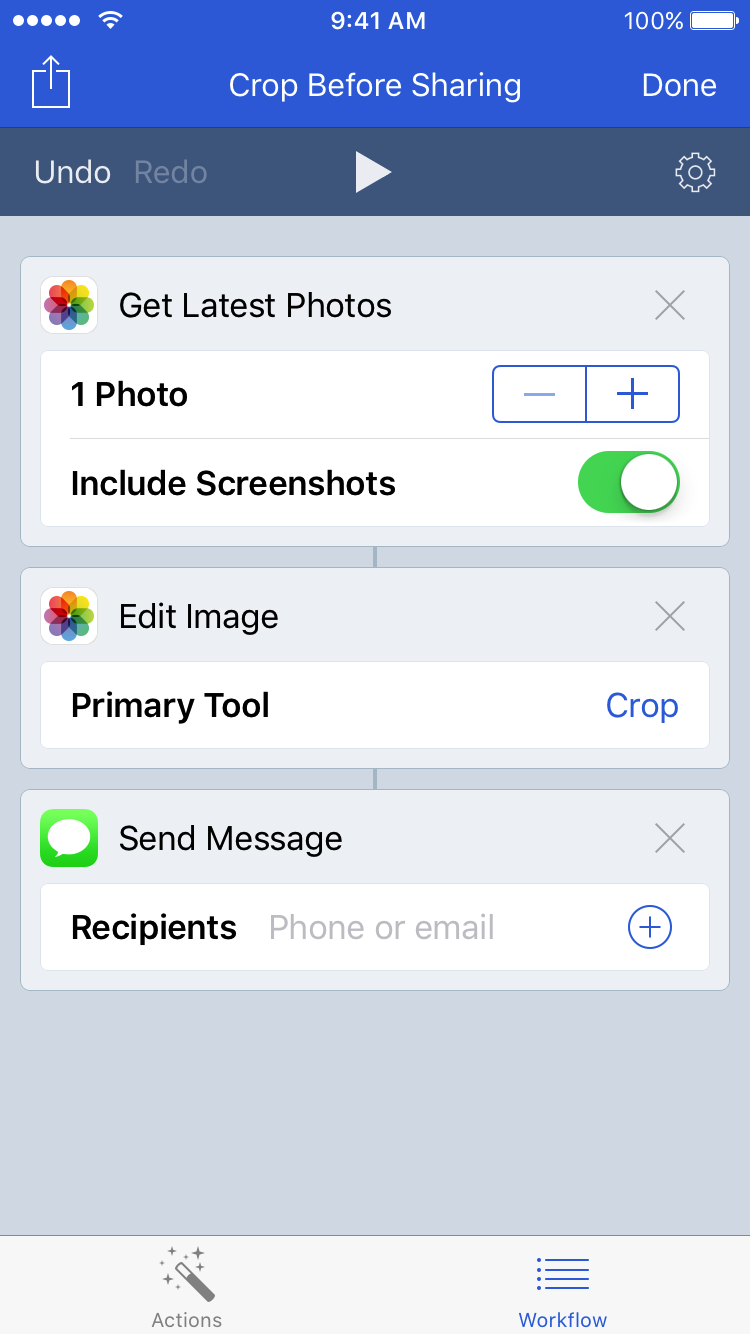 9:41 AM 100%
Crop Before Sharing Done
Undo Redo
Get Latest Photos
1 Photo
Include Screenshots
Edit Image
Primary Tool Crop
Send Message
Recipients Phone or email
Actions Workflow